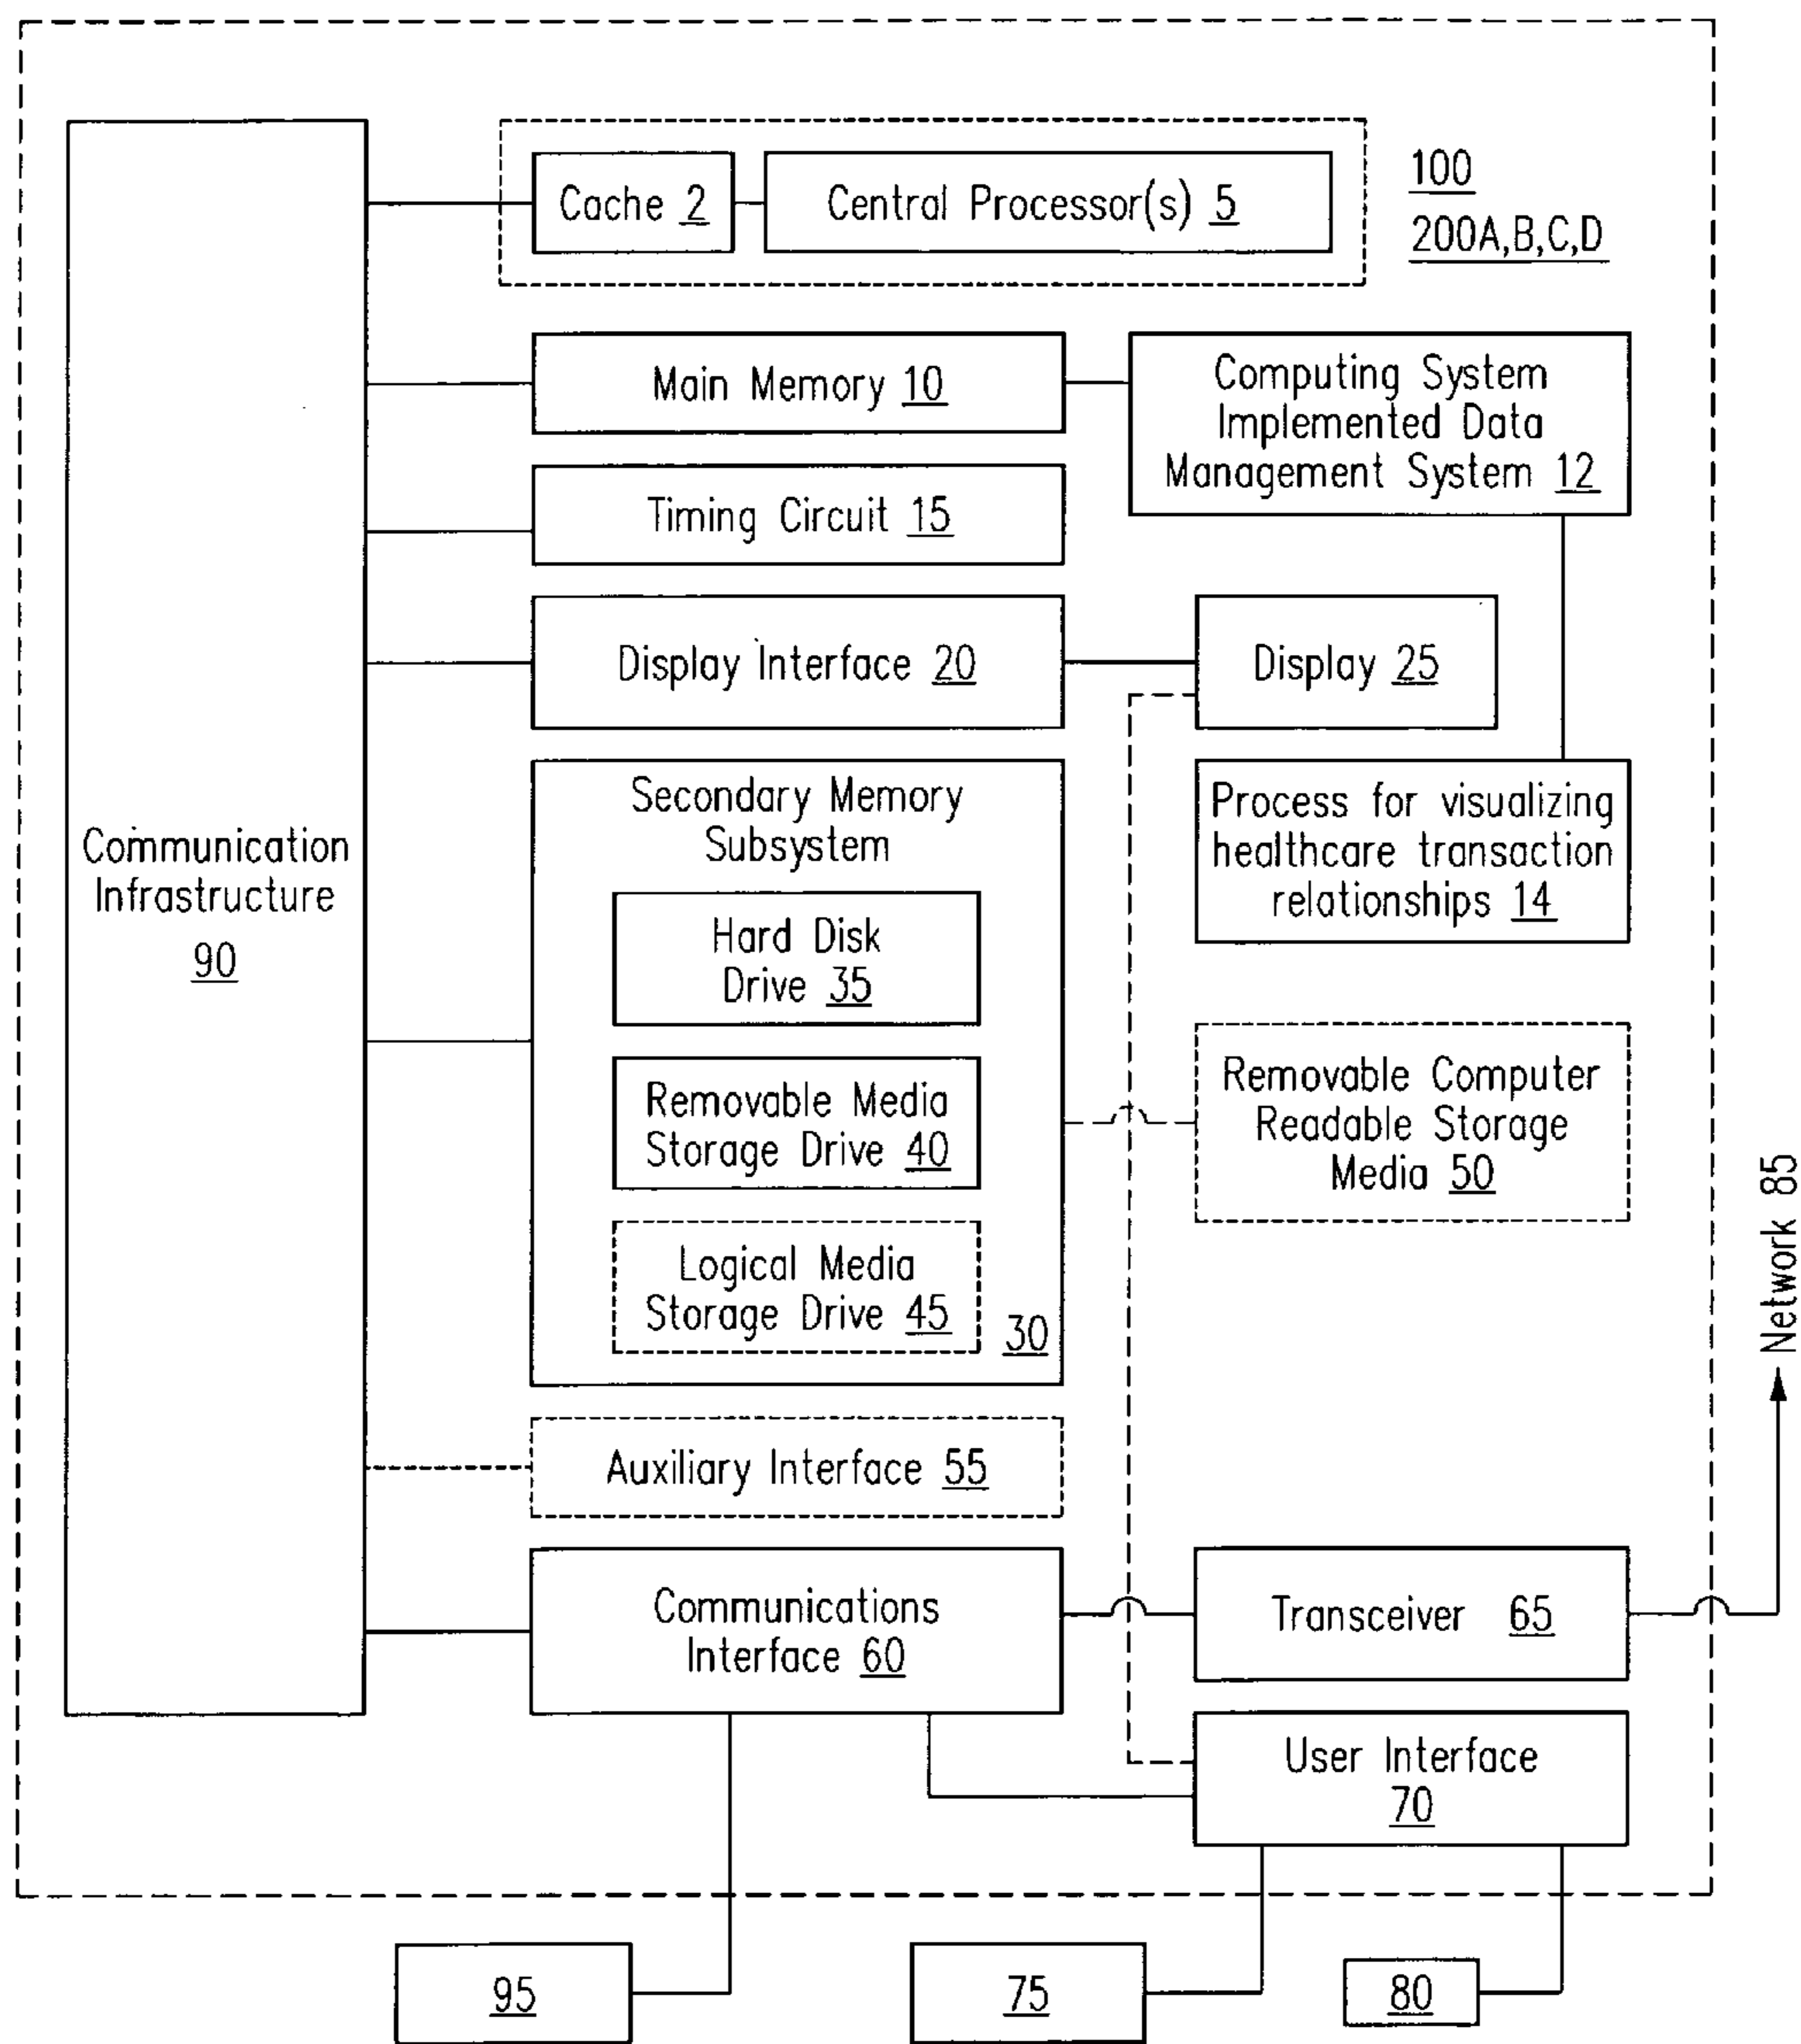 Cache 2
Central Processor(s) 5
100
200A,B,C,D
Main Memory 10
Computing System
Implemented Data
Management System 12
Timing Circuit 15
Display Interface 20
Display 25
Communication
Infrastructure
90
Secondary Memory
Subsystem
Hard Disk
Drive 35
Removable Media
Storage Drive 40
Logical Media
Storage Drive 45
30
Process for visualizing
healthcare transaction
relationships 14
Removable Computer
Readable Storage
Media 50
Network 85
Auxiliary Interface 55
Communications
Interface 60
Transceiver 65
User Interface
70
95
75
80